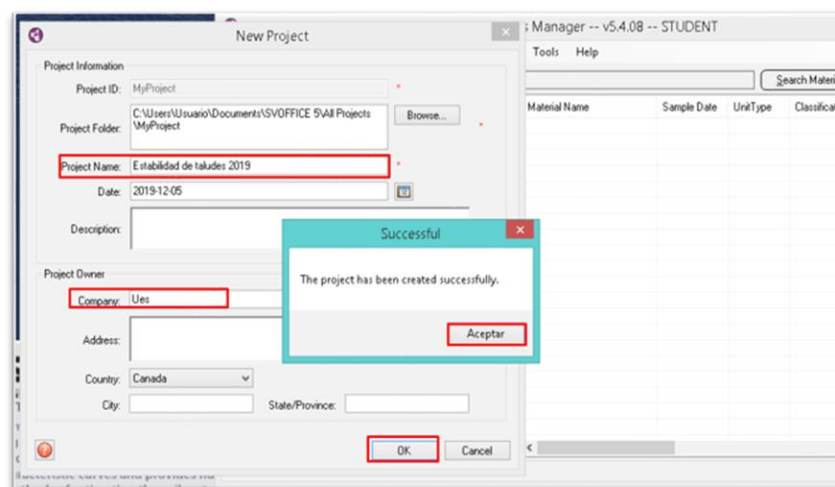 s Manager -- v5.4.08 -- STUDENT
New Project
Tools Help
Project Information
Project ID: MyProject *
Search Materi
Project Folder: C:\Users\Usuario\Documents\SVOFFICE 5\All Projects
\MyProject
Browse... *
Material Name Sample Date UnitType Classificat
Project Name: Estabilidad de taludes 2019 *
Date: 2019-12-05
Description:
Successful
The project has been created successfully.
Aceptar
Project Owner
Company: Ues
Address:
Country: Canada
City: State/Province:
OK Cancel